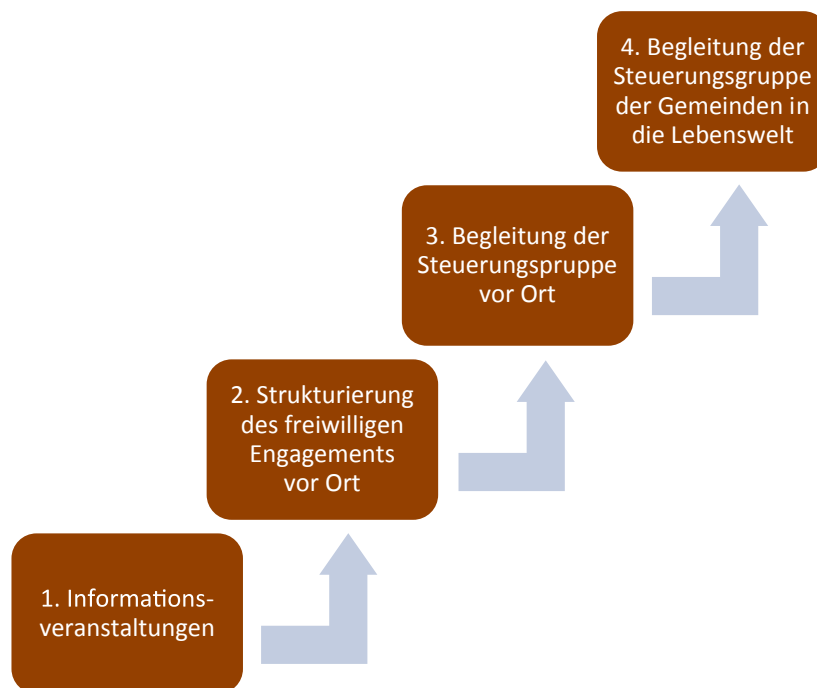 4. Begleitung der
Steuerungsgruppe
der Gemeinden in
die Lebenswelt
3. Begleitung der
Steuerungspruppe
vor Ort
2. Strukturierung
des freiwilligen
Engagements
vor Ort
1. Informations-
veranstaltungen